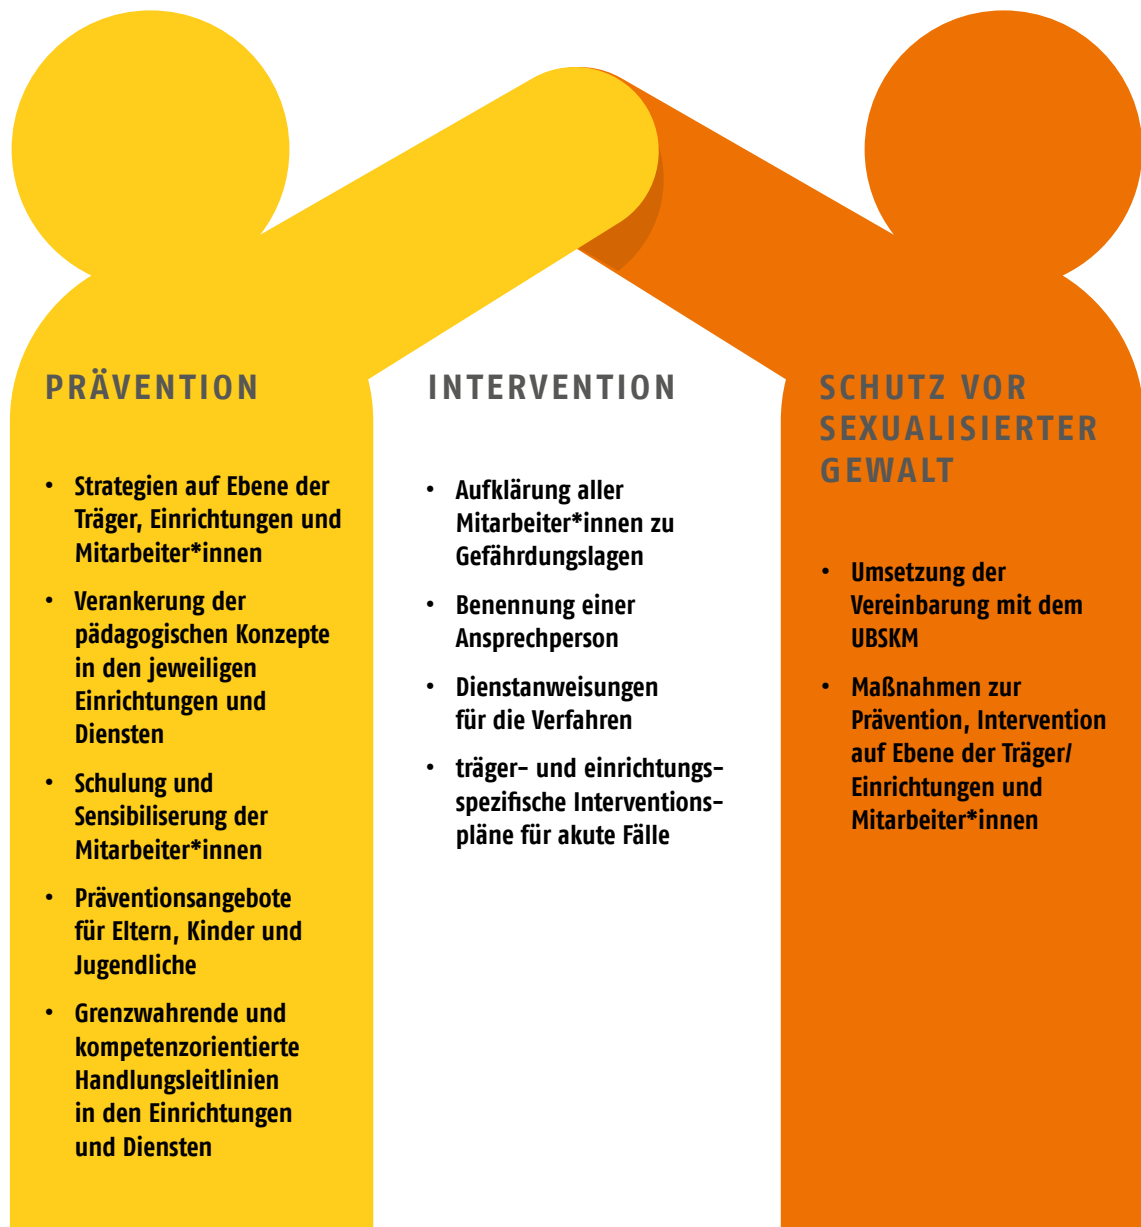 PRÄVENTION
• Strategien auf Ebene der
Träger, Einrichtungen und
Mitarbeiter*innen
• Verankerung der
pädagogischen Konzepte
in den jeweiligen
Einrichtungen und
Diensten
• Schulung und
Sensibiliserung der
Mitarbeiter*innen
• Präventionsangebote
für Eltern, Kinder und
Jugendliche
• Grenzwahrende und
kompetenzorientierte
Handlungsleitlinien
in den Einrichtungen
und Diensten
INTERVENTION
• Aufklärung aller
Mitarbeiter*innen zu
Gefährdungslagen
• Benennung einer
Ansprechperson
• Dienstanweisungen
für die Verfahren
• träger- und einrichtungs-
spezifische Interventions-
pläne für akute Fälle
SCHUTZ VOR
SEXUALISIERTER
GEWALT
• Umsetzung der
Vereinbarung mit dem
UBSKM
• Maßnahmen zur
Prävention, Intervention
auf Ebene der Träger/
Einrichtungen und
Mitarbeiter*innen